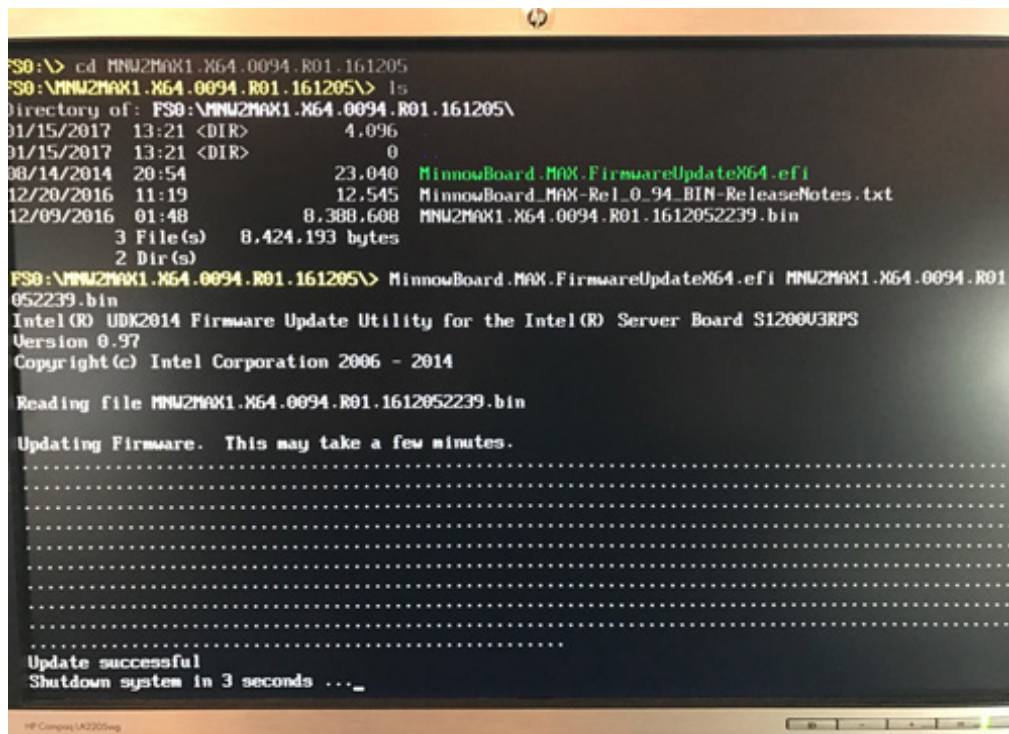 hp
FS0:\> cd MNW2MAX1.X64.0094.R01.161205
FS0:\MNW2MAX1.X64.0094.R01.161205\> ls
Directory of: FS0:\MNW2MAX1.X64.0094.R01.161205\
01/15/2017 13:21 <DIR> 4,096
01/15/2017 13:21 <DIR> 0
08/14/2014 20:54 23,040 MinnowBoard.MAX.FirmwareUpdateX64.efi
12/20/2016 11:19 12,545 MinnowBoard_MAX-Rel_0_94_BIN-ReleaseNotes.txt
12/09/2016 01:48 8,388,608 MNW2MAX1.X64.0094.R01.1612052239.bin
3 File(s) 8,424,193 bytes
2 Dir(s)
FS0:\MNW2MAX1.X64.0094.R01.161205\> MinnowBoard.MAX.FirmwareUpdateX64.efi MNW2MAX1.X64.0094.R01
052239.bin
Intel(R) UDK2014 Firmware Update Utility for the Intel(R) Server Board S1200V3RPS
Version 0.97
Copyright(c) Intel Corporation 2006 - 2014
Reading file MNW2MAX1.X64.0094.R01.1612052239.bin
Updating Firmware. This may take a few minutes.
Update successful
Shutdown system in 3 seconds ..._
HP Compaq LA2205wg